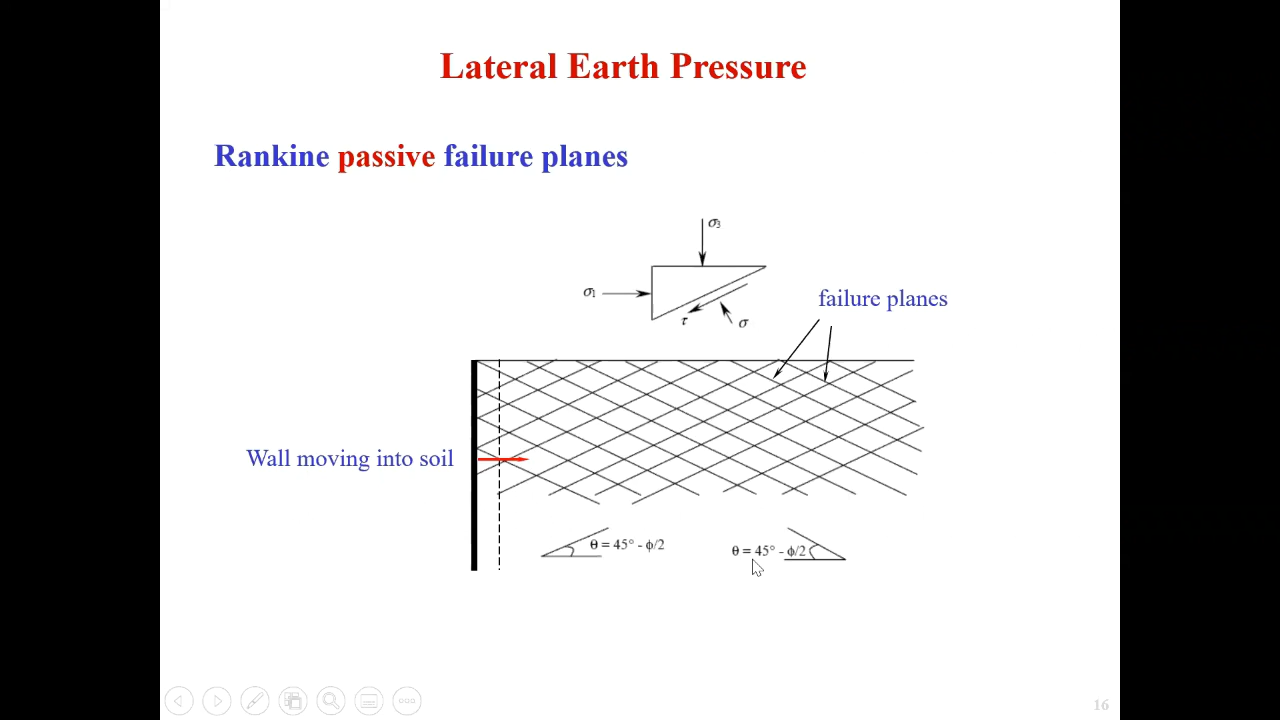 Lateral Earth Pressure
Rankine passive failure planes
σ3
σ1
τ
σ
failure planes
Wall moving into soil
θ = 45° - ϕ/2
θ = 45° - ϕ/2
16